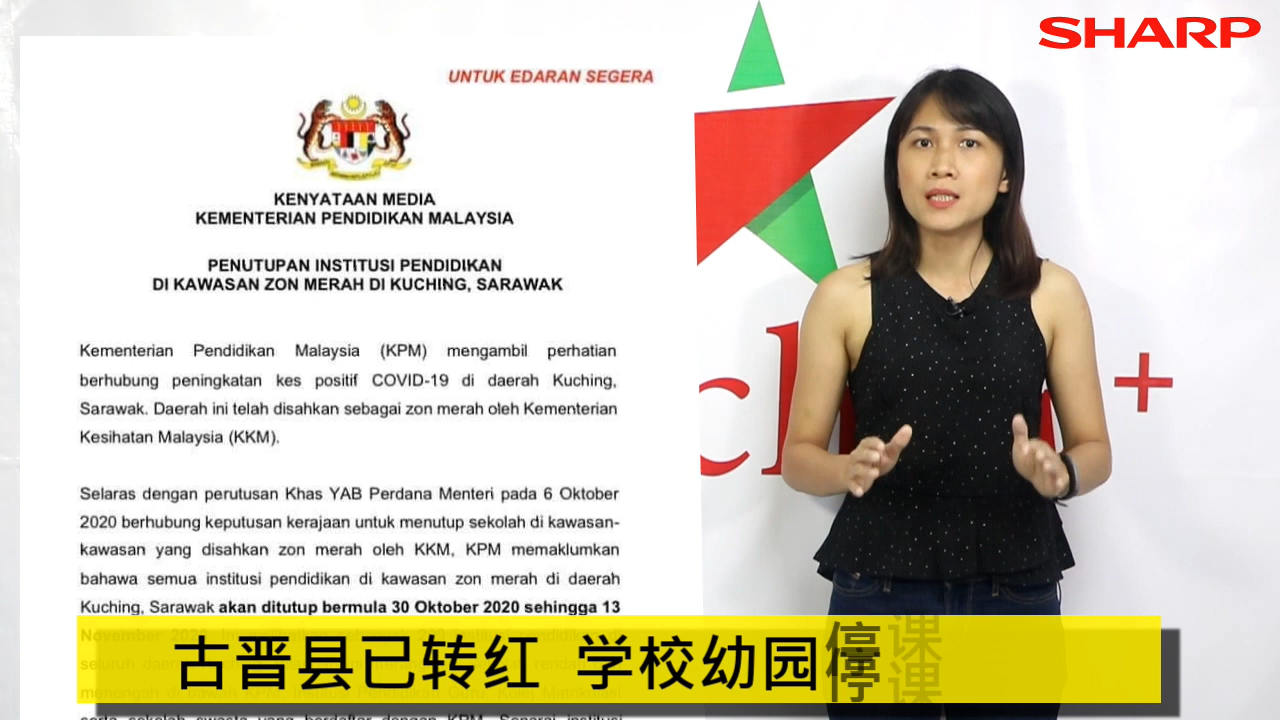 SHARP
UNTUK EDARAN SEGERA
KENYATAAN MEDIA
KEMENTERIAN PENDIDIKAN MALAYSIA
PENUTUPAN INSTITUSI PENDIDIKAN
DI KAWASAN ZON MERAH DI KUCHING, SARAWAK
Kementerian Pendidikan Malaysia (KPM) mengambil perhatian
berhubung peningkatan kes positif COVID-19 di daerah Kuching,
Sarawak. Daerah ini telah disahkan sebagai zon merah oleh Kementerian
Kesihatan Malaysia (KKM).
Selaras dengan perutusan Khas YAB Perdana Menteri pada 6 Oktober
2020 berhubung keputusan kerajaan untuk menutup sekolah di kawasan-
kawasan yang disahkan zon merah oleh KKM, KPM memaklumkan
bahawa semua institusi pendidikan di kawasan zon merah di daerah
Kuching, Sarawak akan ditutup bermula 30 Oktober 2020 sehingga 13
November 2020.
古晋县已转红 学校幼园停课
+